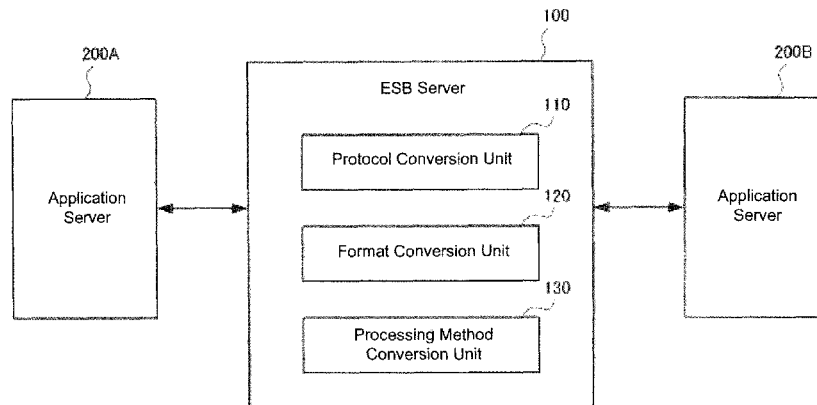 100
200A
200B
ESB Server
110
Protocol Conversion Unit
Application
Server
Application
Server
120
Format Conversion Unit
130
Processing Method
Conversion Unit